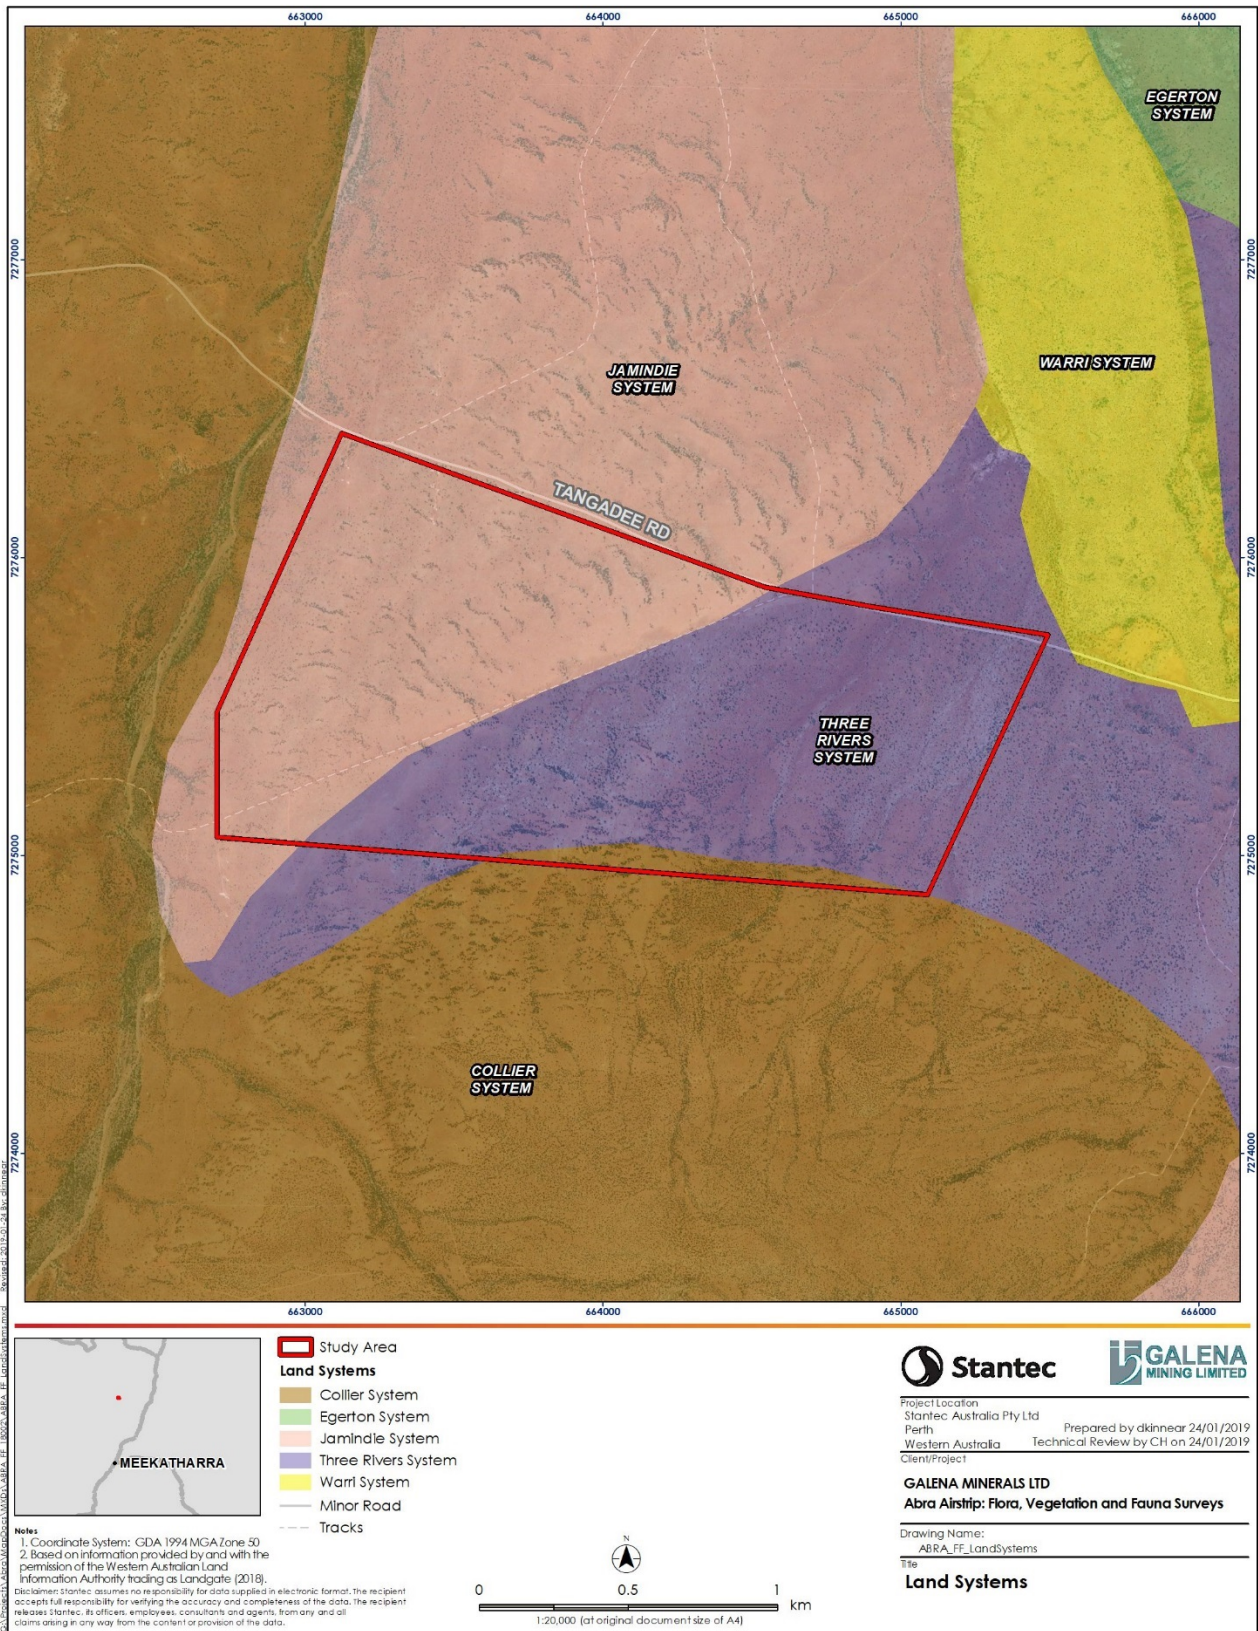 663000
664000
665000
666000
EGERTON
SYSTEM
7277000
7277000
JAMINDIE
SYSTEM
WARRI SYSTEM
TANGADEE RD
7276000
7276000
THREE
RIVERS
SYSTEM
7275000
7275000
COLLIER
SYSTEM
7274000
7274000
663000
664000
665000
666000
MEEKATHARRA
Study Area
Land Systems
Collier System
Egerton System
Jamindie System
Three Rivers System
Warri System
Minor Road
Tracks
Notes
1. Coordinate System: GDA 1994 MGA Zone 50
2. Based on information provided by and with the
permission of the Western Australian Land
Information Authority trading as Landgate (2018).
Disclaimer: Stantec assumes no responsibility for data supplied in electronic format. The recipient
accepts full responsibility for verifying the accuracy and completeness of the data. The recipient
releases Stantec, its officers, employees, consultants and agents, from any and all
claims arising in any way from the content or provision of the data.
N
0 0.5 1
km
1:20,000 (at original document size of A4)
Stantec
GALENA
MINING LIMITED
Project Location
Stantec Australia Pty Ltd
Perth
Western Australia
Prepared by dkinnear 24/01/2019
Technical Review by CH on 24/01/2019
Client/Project
GALENA MINERALS LTD
Abra Airstrip: Flora, Vegetation and Fauna Surveys
Drawing Name:
ABRA_FF_LandSystems
Title
Land Systems
Revised: 2019-01-24 By: dkinnear